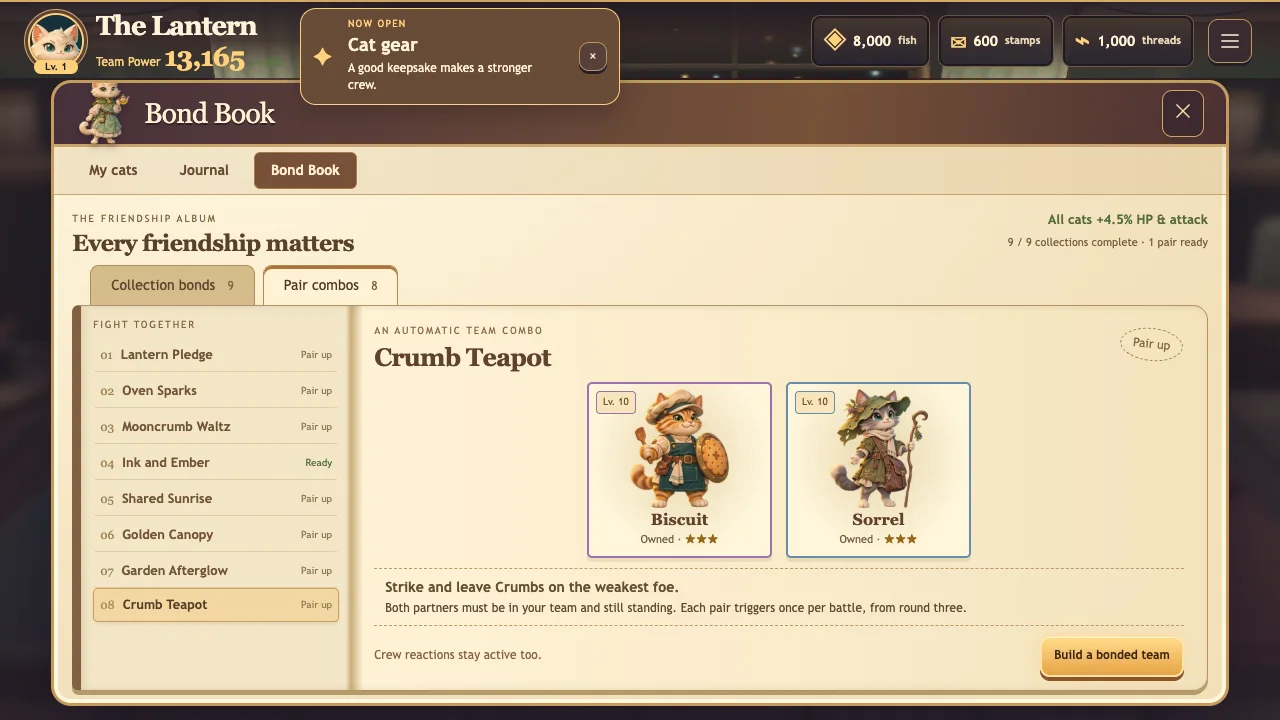 The Lantern
Team Power 13,165
Lv. 1
NOW OPEN
Cat gear
A good keepsake makes a stronger
crew.
×
8,000 fish
600 stamps
1,000 threads
Bond Book
My cats
Journal
Bond Book
THE FRIENDSHIP ALBUM
Every friendship matters
All cats +4.5% HP & attack
9 / 9 collections complete · 1 pair ready
Collection bonds 9
Pair combos 8
FIGHT TOGETHER
01 Lantern Pledge Pair up
02 Oven Sparks Pair up
03 Mooncrumb Waltz Pair up
04 Ink and Ember Ready
05 Shared Sunrise Pair up
06 Golden Canopy Pair up
07 Garden Afterglow Pair up
08 Crumb Teapot Pair up
AN AUTOMATIC TEAM COMBO
Crumb Teapot
Pair up
Lv. 10
Biscuit
Owned · ★★★
Lv. 10
Sorrel
Owned · ★★★
Strike and leave Crumbs on the weakest foe.
Both partners must be in your team and still standing. Each pair triggers once per battle, from round three.
Crew reactions stay active too.
Build a bonded team